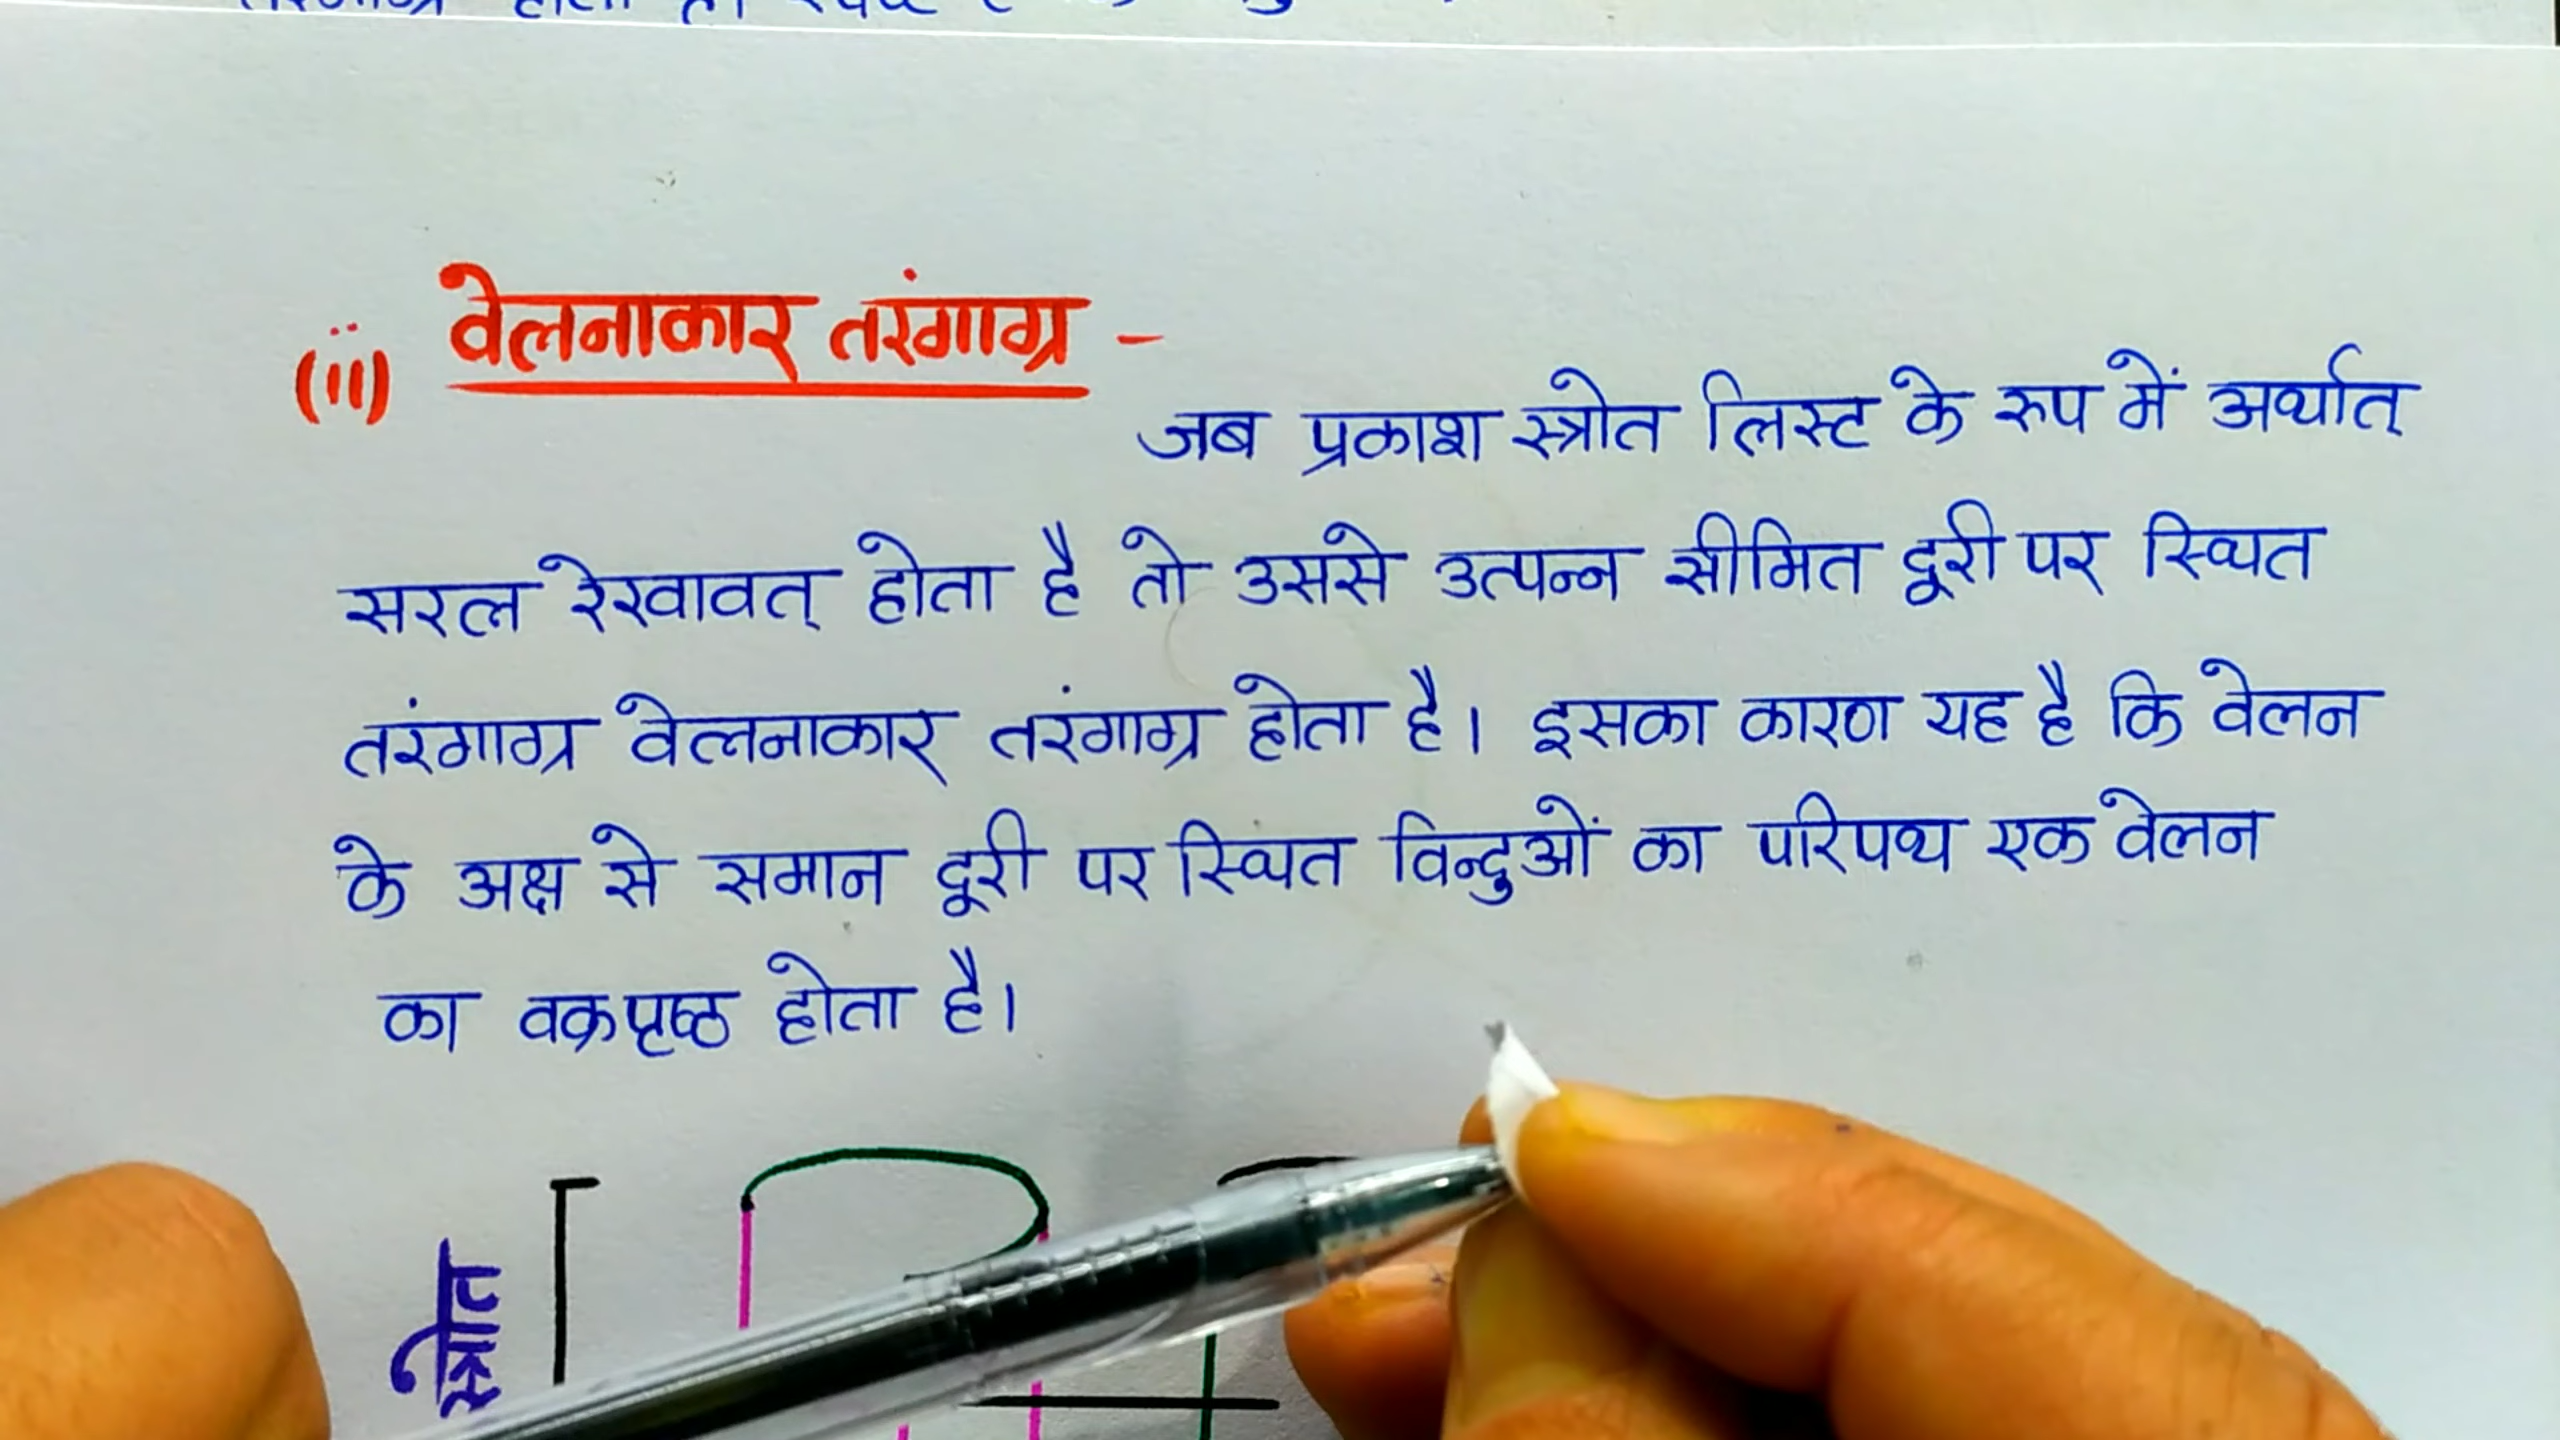 (ii) वेलनाकार तरंगाग्र -
जब प्रकाश स्त्रोत लिस्ट के रूप में अर्थात्
सरल रेखावत् होता है तो उससे उत्पन्न सीमित दूरी पर स्थित
तरंगाग्र वेलनाकार तरंगाग्र होता है। इसका कारण यह है कि वेलन
के अक्ष से समान दूरी पर स्थित विन्दुओं का परिपथ एक वेलन
का वक्रपृष्ठ होता है।
स्त्रोत